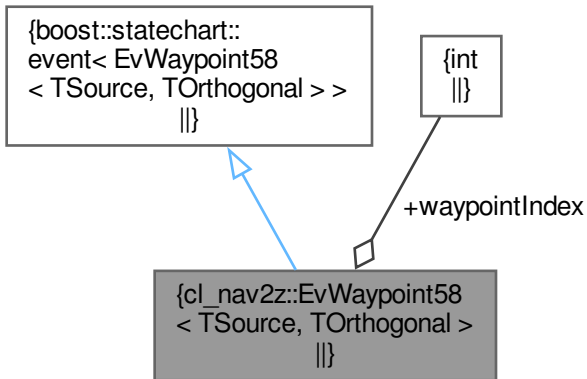 {boost::statechart::
event< EvWaypoint58
< TSource, TOrthogonal > >
||}
{int
||}
+waypointIndex
{cl_nav2z::EvWaypoint58
< TSource, TOrthogonal >
||}